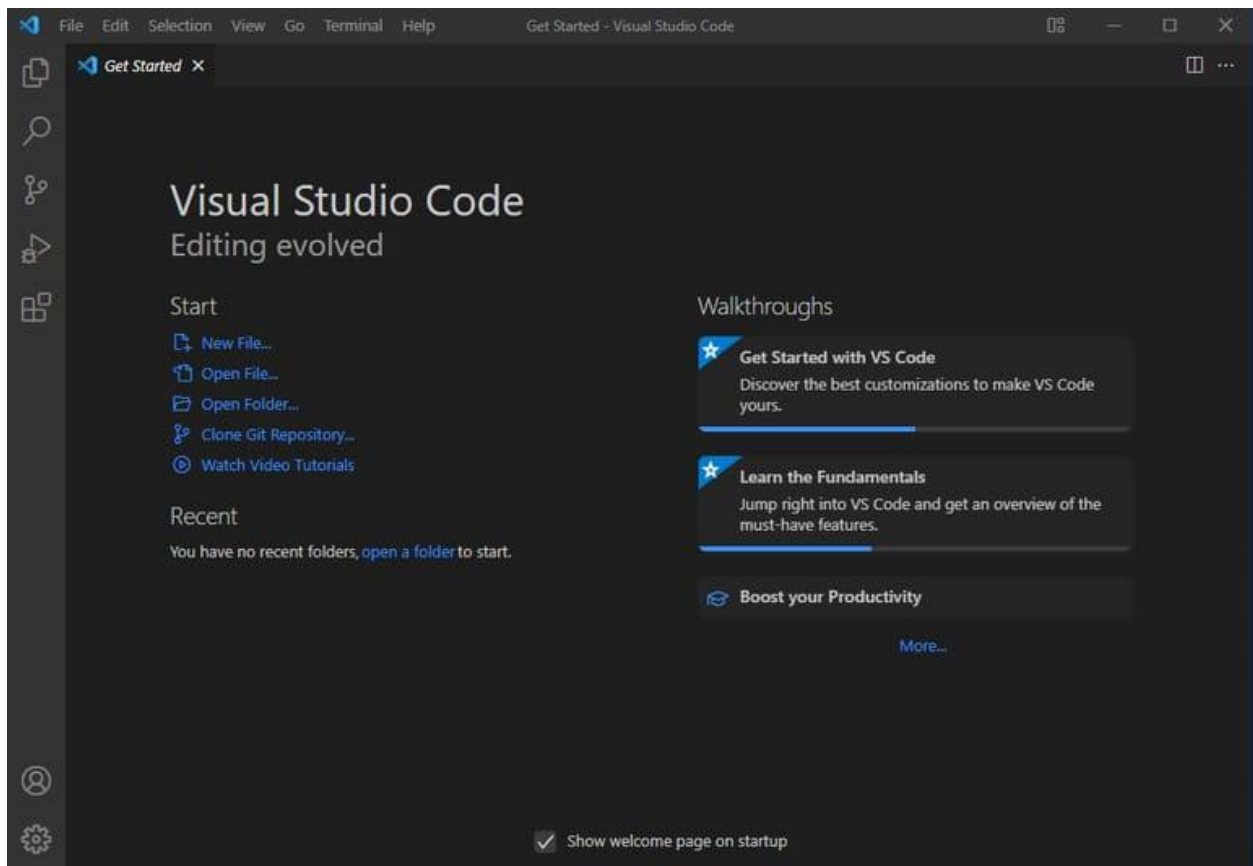 File Edit Selection View Go Terminal Help Get Started - Visual Studio Code
Get Started
Visual Studio Code
Editing evolved
Start
New File...
Open File...
Open Folder...
Clone Git Repository...
Watch Video Tutorials
Recent
You have no recent folders, open a folder to start.
Walkthroughs
Get Started with VS Code
Discover the best customizations to make VS Code
yours.
Learn the Fundamentals
Jump right into VS Code and get an overview of the
must-have features.
Boost your Productivity
More...
Show welcome page on startup